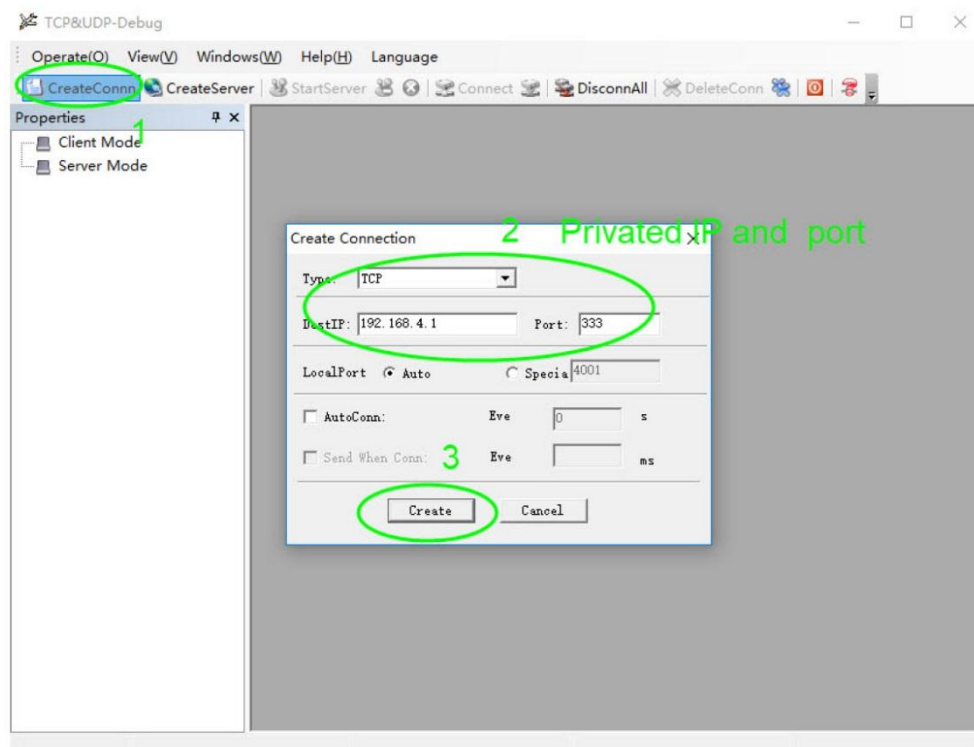 TCP&UDP-Debug
Operate(O) View(V) Windows(W) Help(H) Language
CreateConnn CreateServer StartServer Connect DisconnAll DeleteConn
Properties
1
Client Mode
Server Mode
2 Privated IP and port
Create Connection
Type: TCP
DestIP: 192.168.4.1 Port: 333
LocalPort Auto Specia 4001
AutoConn: Eve 0 s
Send When Conn: 3 Eve ms
Create Cancel